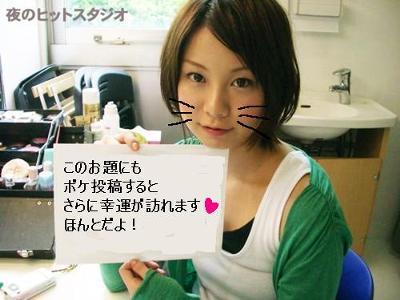 夜のヒットスタジオ
このお題にも
ボケ投稿すると
さらに幸運が訪れます
ほんとだよ！